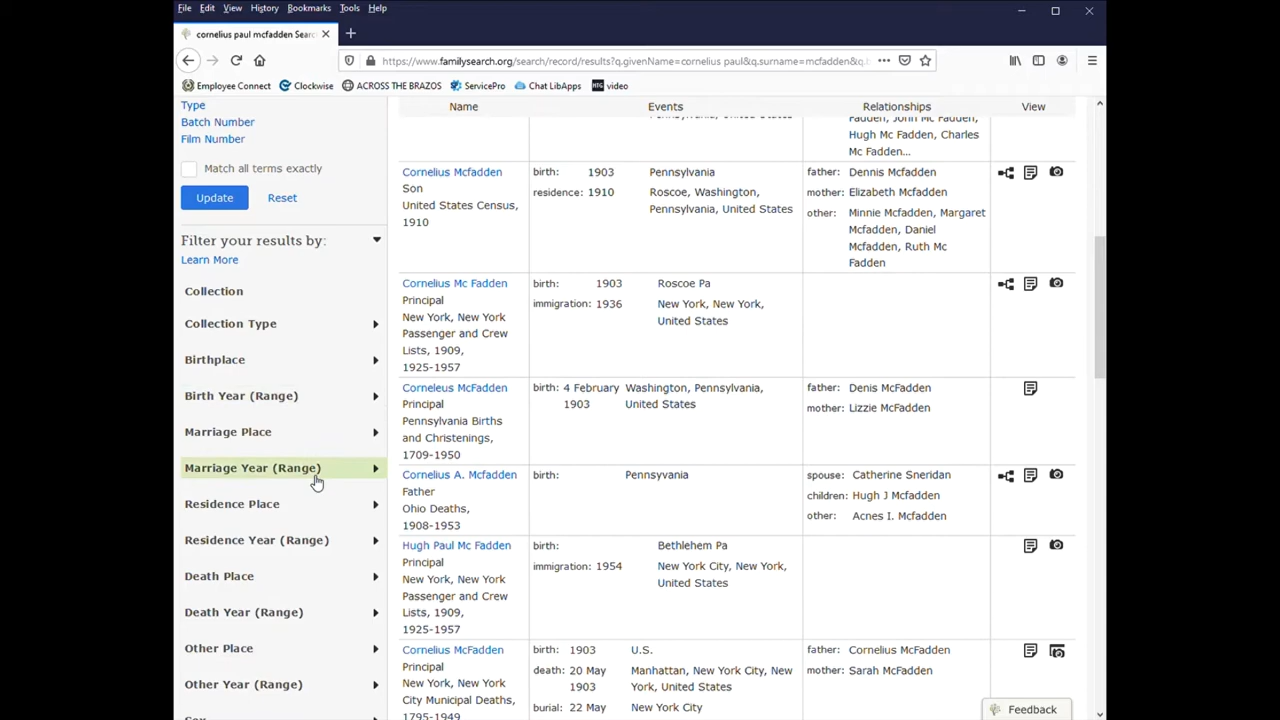 File Edit View History Bookmarks Tools Help
cornelius paul mcfadden Searc
https://www.familysearch.org/search/record/results?q.givenName=cornelius paul&q.surname=mcfadden&q.
Employee Connect Clockwise ACROSS THE BRAZOS ServicePro Chat LibApps HTG video
Type
Batch Number
Film Number
Match all terms exactly
Update Reset
Filter your results by:
Learn More
Collection
Collection Type
Birthplace
Birth Year (Range)
Marriage Place
Marriage Year (Range)
Residence Place
Residence Year (Range)
Death Place
Death Year (Range)
Other Place
Other Year (Range)
Name Events Relationships View
Pennsylvania, United States
Fadden, John Mc Fadden,
Hugh Mc Fadden, Charles
Mc Fadden...
Cornelius Mcfadden
Son
United States Census,
1910
birth: 1903 Pennsylvania
residence: 1910 Roscoe, Washington,
Pennsylvania, United States
father: Dennis Mcfadden
mother: Elizabeth Mcfadden
other: Minnie Mcfadden, Margaret
Mcfadden, Daniel
Mcfadden, Ruth Mc
Fadden
Cornelius Mc Fadden
Principal
New York, New York
Passenger and Crew
Lists, 1909,
1925-1957
birth: 1903 Roscoe Pa
immigration: 1936 New York, New York,
United States
Corneleus McFadden
Principal
Pennsylvania Births
and Christenings,
1709-1950
birth: 4 February Washington, Pennsylvania,
1903 United States
father: Denis McFadden
mother: Lizzie McFadden
Cornelius A. Mcfadden
Father
Ohio Deaths,
1908-1953
birth: Pennsyvania
spouse: Catherine Sneridan
children: Hugh J Mcfadden
other: Acnes I. Mcfadden
Hugh Paul Mc Fadden
Principal
New York, New York
Passenger and Crew
Lists, 1909,
1925-1957
birth: Bethlehem Pa
immigration: 1954 New York City, New York,
United States
Cornelius McFadden
Principal
New York, New York
City Municipal Deaths,
1795-1949
birth: 1903 U.S.
death: 20 May Manhattan, New York City, New
1903 York, United States
burial: 22 May New York City
father: Cornelius McFadden
mother: Sarah McFadden
Feedback